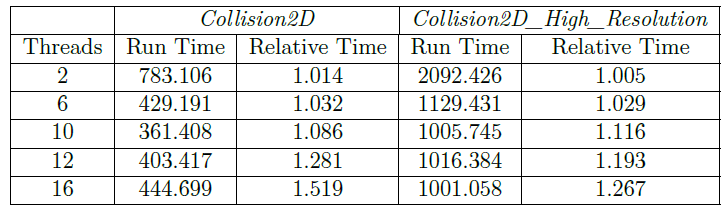 Collision2D Collision2D_High_Resolution
Threads Run Time Relative Time Run Time Relative Time
2 783.106 1.014 2092.426 1.005
6 429.191 1.032 1129.431 1.029
10 361.408 1.086 1005.745 1.116
12 403.417 1.281 1016.384 1.193
16 444.699 1.519 1001.058 1.267